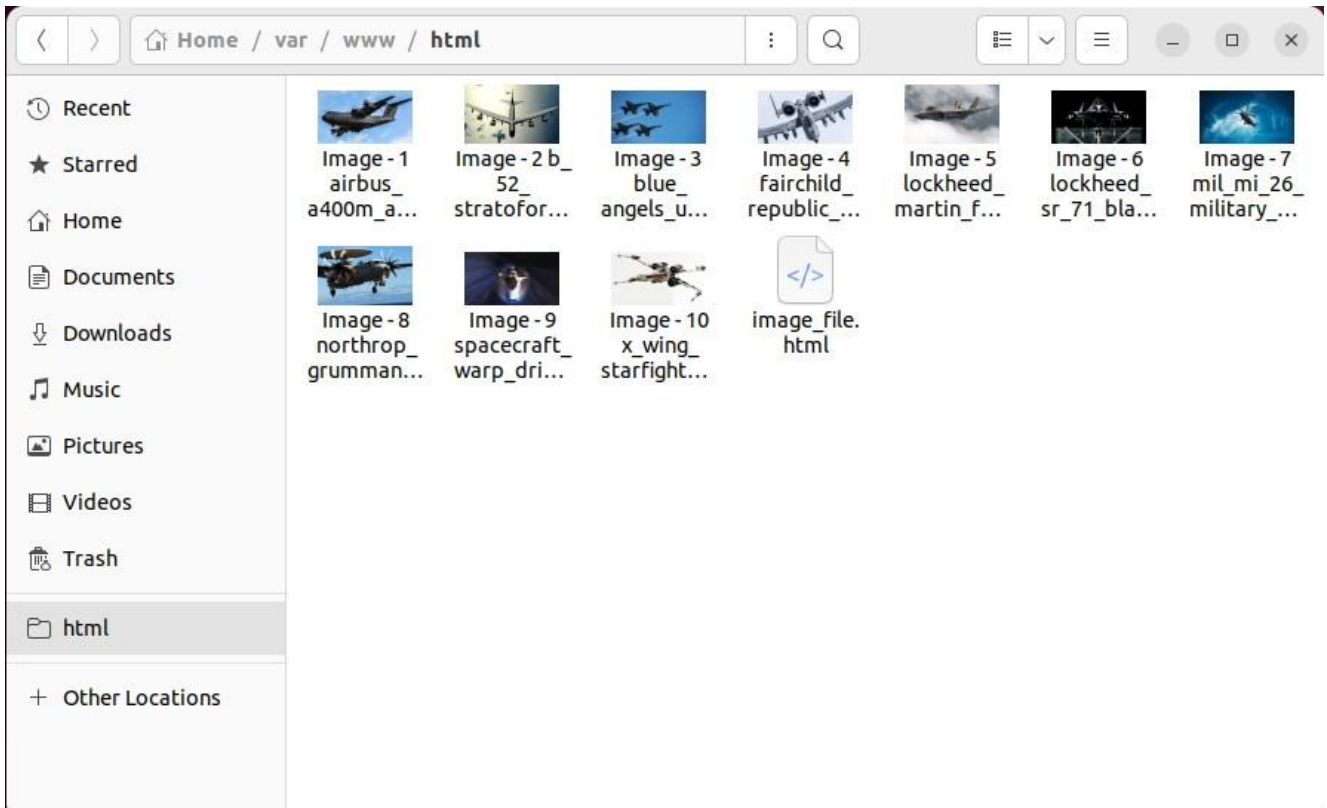 Home / var / www / html
Recent
Starred
Home
Documents
Downloads
Music
Pictures
Videos
Trash
html
+ Other Locations
Image - 1
airbus_
a400m_a...
Image - 2 b_
52_
stratofor...
Image - 3
blue_
angels_u...
Image - 4
fairchild_
republic_...
Image - 5
lockheed_
martin_f...
Image - 6
lockheed_
sr_71_bla...
Image - 7
mil_mi_26_
military_...
Image - 8
northrop_
grumman...
Image - 9
spacecraft_
warp_dri...
Image - 10
x_wing_
starfight...
</>
image_file.
html